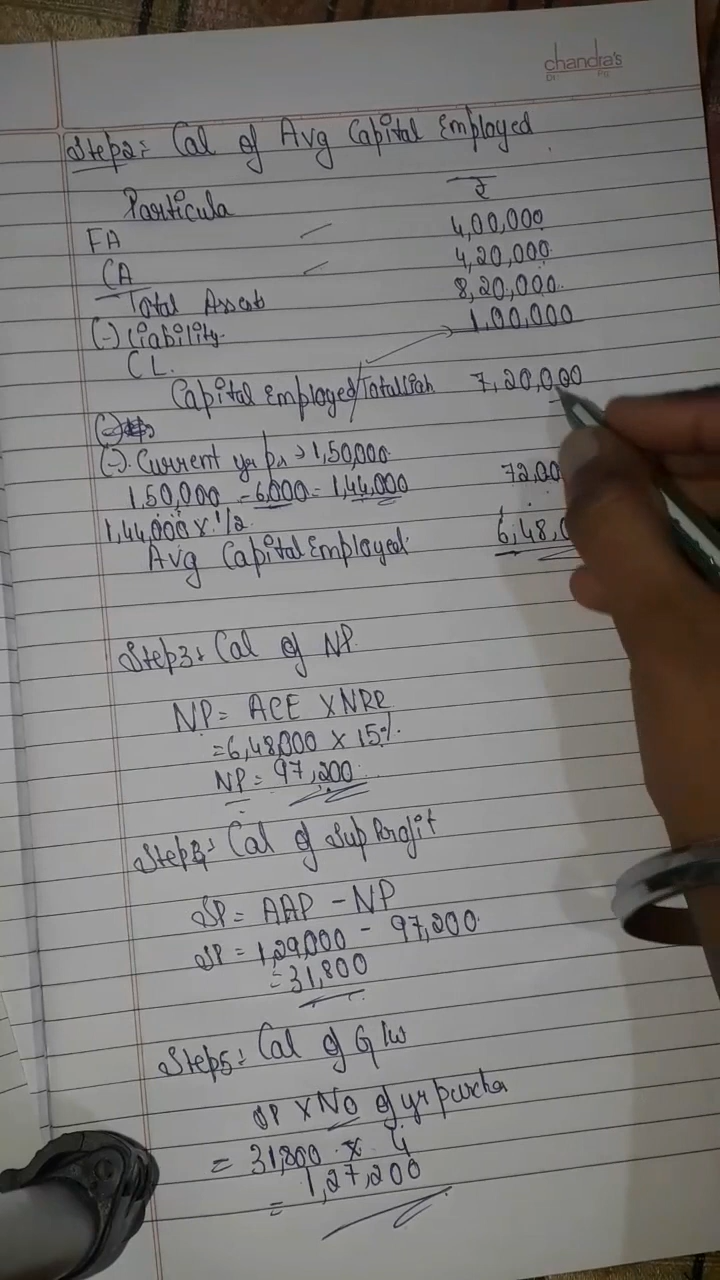 chandra's
Step2: Cal of Avg Capital Employed
Particula ₹
FA 4,00,000
CA 4,20,000
Total Asset 8,20,000
(-) Liability
CL. 1,00,000
Capital Employed/Total 7,20,000
(-)
(-). Current yr 1,50,000
1,50,000 - 6,000 = 1,44,000 72,00
1,44,000 x 1/2
Avg Capital Employed 6,48,0
Step3: Cal of NP
NP = ACE x NRR
= 6,48,000 x 15%
NP = 97,200
Step4: Cal of Sup Profit
SP = AAP - NP
SP = 1,29,000 - 97,200
= 31,800
Step5: Cal of G/w
SP x No of yr purcha
= 31,800 x 4
= 1,27,200